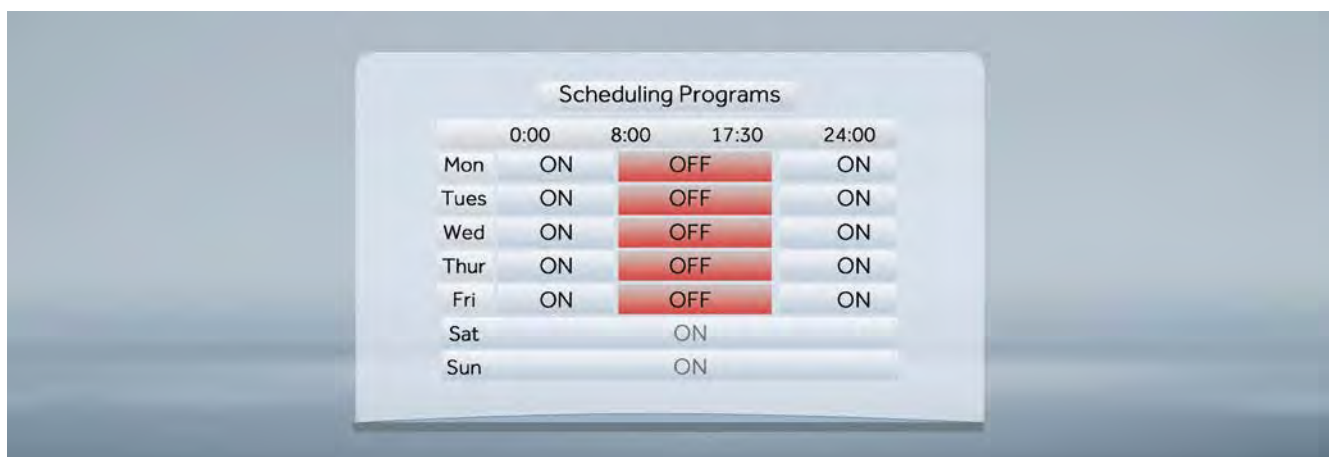 Scheduling Programs
0:00 8:00 17:30 24:00
Mon ON OFF ON
Tues ON OFF ON
Wed ON OFF ON
Thur ON OFF ON
Fri ON OFF ON
Sat ON
Sun ON